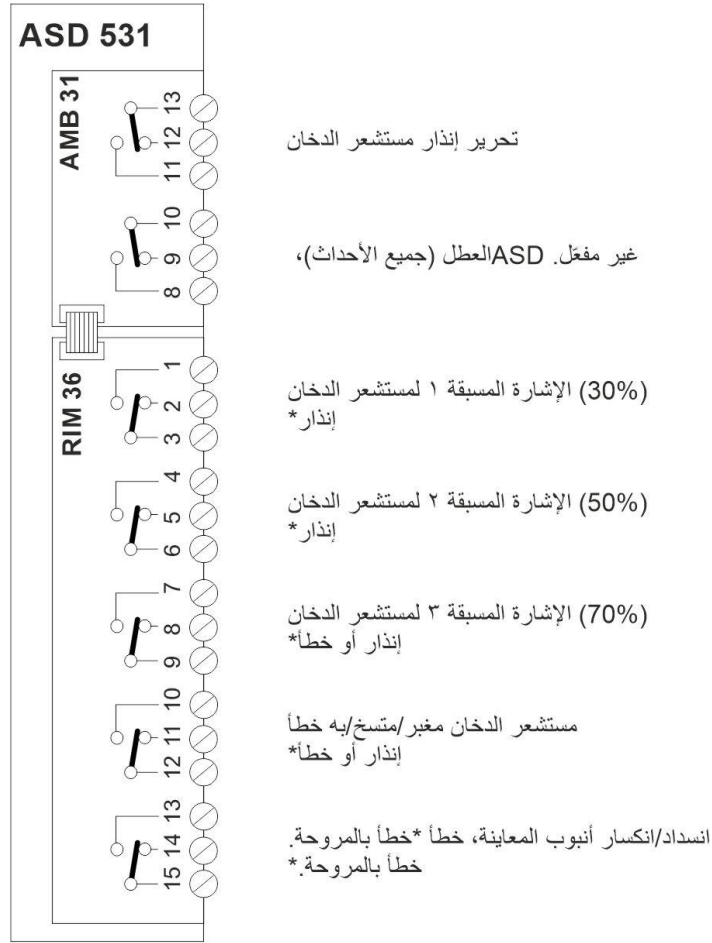 ASD 531
AMB 31
13
12
11
تحرير إنذار مستشعر الدخان
10
9
8
غير مفعّل. ASDالعطل (جميع الأحداث)،
RIM 36
1
2
3
(30%) الإشارة المسبقة ١ لمستشعر الدخان
إنذار*
4
5
6
(50%) الإشارة المسبقة ٢ لمستشعر الدخان
إنذار*
7
8
9
(70%) الإشارة المسبقة ٣ لمستشعر الدخان
إنذار أو خطأ*
10
11
12
مستشعر الدخان مغبر/متسخ/به خطأ
إنذار أو خطأ*
13
14
15
انسداد/انكسار أنبوب المعاينة، خطأ *خطأ بالمروحة.
خطأ بالمروحة.*